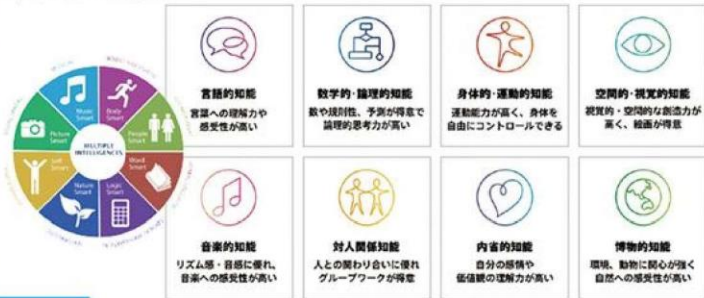 MULTIPLE
INTELLIGENCES
Music
Smart
Body
Smart
People
Smart
Word
Smart
Logic
Smart
Nature
Smart
Self
Smart
Picture
Smart
言語的知能
言葉への理解力や
感受性が高い
数学的・論理的知能
数や規則性、予測が得意で
論理的思考力が高い
身体的・運動的知能
運動能力が高く、身体を
自由にコントロールできる
空間的・視覚的知能
視覚的・空間的な創造力が
高く、絵画が得意
音楽的知能
リズム感・音感に優れ、
音楽への感受性が高い
対人関係知能
人との関わり合いに優れ
グループワークが得意
内省的知能
自分の感情や
価値観の理解力が高い
博物的知能
環境、動物に関心が強く
自然への感受性が高い